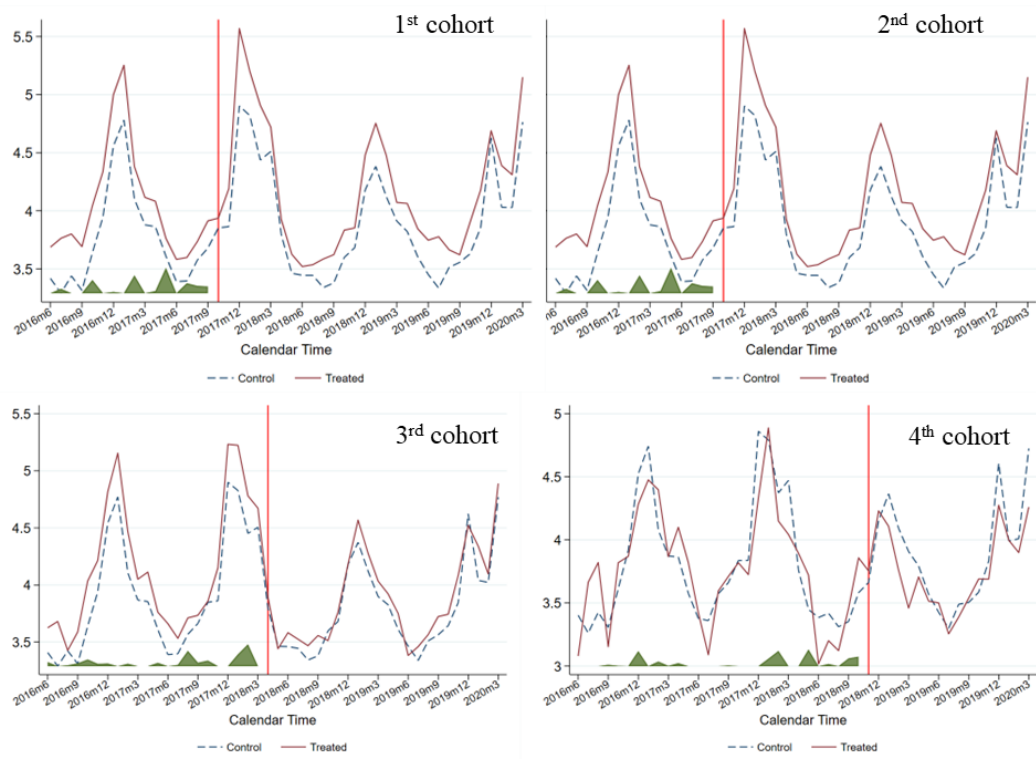 1st cohort
5.5
5
4.5
4
3.5
2016m6
2016m9
2016m12
2017m3
2017m6
2017m9
2017m12
2018m3
2018m6
2018m9
2018m12
2019m3
2019m6
2019m9
2019m12
2020m3
Calendar Time
Control
Treated
2nd cohort
5.5
5
4.5
4
3.5
2016m6
2016m9
2016m12
2017m3
2017m6
2017m9
2017m12
2018m3
2018m6
2018m9
2018m12
2019m3
2019m6
2019m9
2019m12
2020m3
Calendar Time
Control
Treated
3rd cohort
5.5
5
4.5
4
3.5
2016m6
2016m9
2016m12
2017m3
2017m6
2017m9
2017m12
2018m3
2018m6
2018m9
2018m12
2019m3
2019m6
2019m9
2019m12
2020m3
Calendar Time
Control
Treated
4th cohort
5
4.5
4
3.5
3
2016m6
2016m9
2016m12
2017m3
2017m6
2017m9
2017m12
2018m3
2018m6
2018m9
2018m12
2019m3
2019m6
2019m9
2019m12
2020m3
Calendar Time
Control
Treated